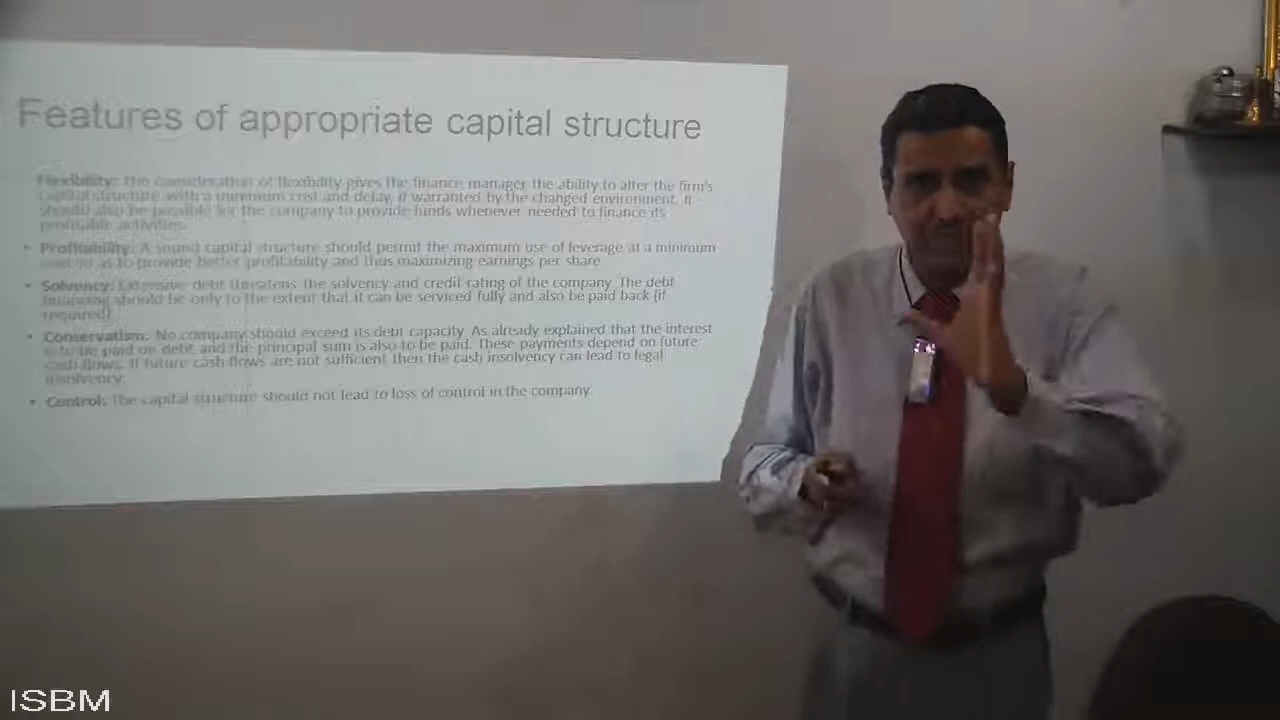 Features of appropriate capital structure
Flexibility: The consideration of flexibility gives the finance manager the ability to alter the firm's
capital structure with a minimum cost and delay, if warranted by the changed environment. It
should also be possible for the company to provide funds whenever needed to finance its
profitable activities.
• Profitability: A sound capital structure should permit the maximum use of leverage at a minimum
cost so as to provide better profitability and thus maximizing earnings per share
• Solvency: Extensive debt threatens the solvency and credit rating of the company. The debt
financing should be only to the extent that it can be serviced fully and also be paid back (if
required).
• Conservatism: No company should exceed its debt capacity. As already explained that the interest
is to be paid on debt and the principal sum is also to be paid. These payments depend on future
cash flows. If future cash flows are not sufficient then the cash insolvency can lead to legal
insolvency.
• Control: The capital structure should not lead to loss of control in the company.
ISBM